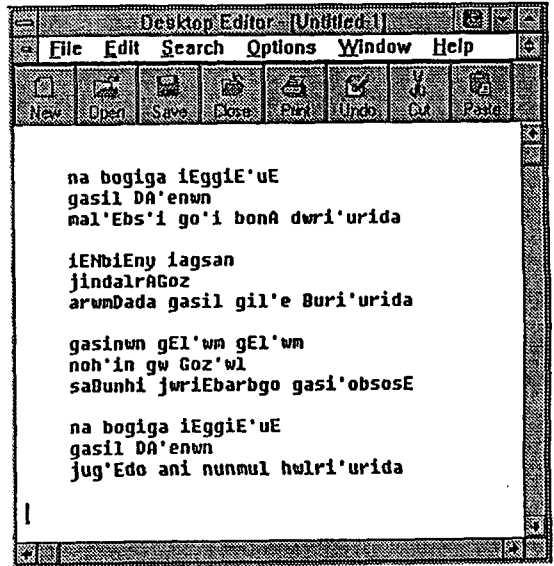 Desktop Editor - [Untitled-1]
File Edit Search Options Window Help
New Open Save Close Print Undo Cut Paste
na bogiga iEggiE'uE
gasil DA'enwn
mal'Ebs'i go'i bonA dwri'urida
iENbiEny iagsan
jindalrAGoz
arwmDada gasil gil'e Buri'urida
gasinwn gEl'wm gEl'wm
noh'in gw Goz'wl
saBunhi jwriEbarbgo gasi'obsosE
na bogiga iEggiE'uE
gasil DA'enwn
jug'Edo ani nunmul hwlri'urida